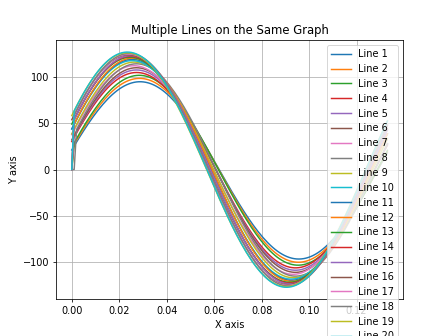 Multiple Lines on the Same Graph
Y axis
100
50
0
−50
−100
0.00
0.02
0.04
0.06
0.08
0.10
X axis
Line 1
Line 2
Line 3
Line 4
Line 5
Line 6
Line 7
Line 8
Line 9
Line 10
Line 11
Line 12
Line 13
Line 14
Line 15
Line 16
Line 17
Line 18
Line 19
Line 20